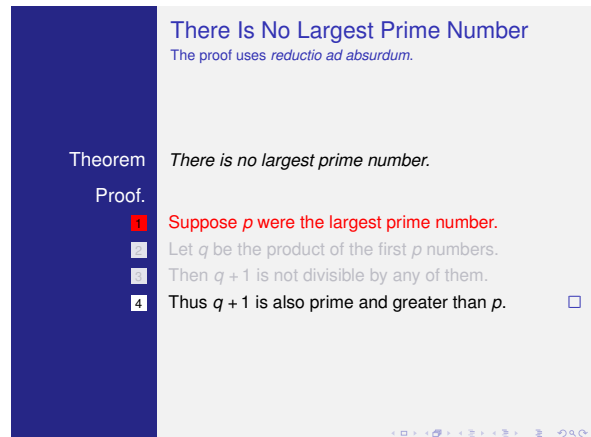 There Is No Largest Prime Number
The proof uses reductio ad absurdum.
Theorem There is no largest prime number.
Proof.
1 Suppose p were the largest prime number.
2 Let q be the product of the first p numbers.
3 Then q + 1 is not divisible by any of them.
4 Thus q + 1 is also prime and greater than p. □